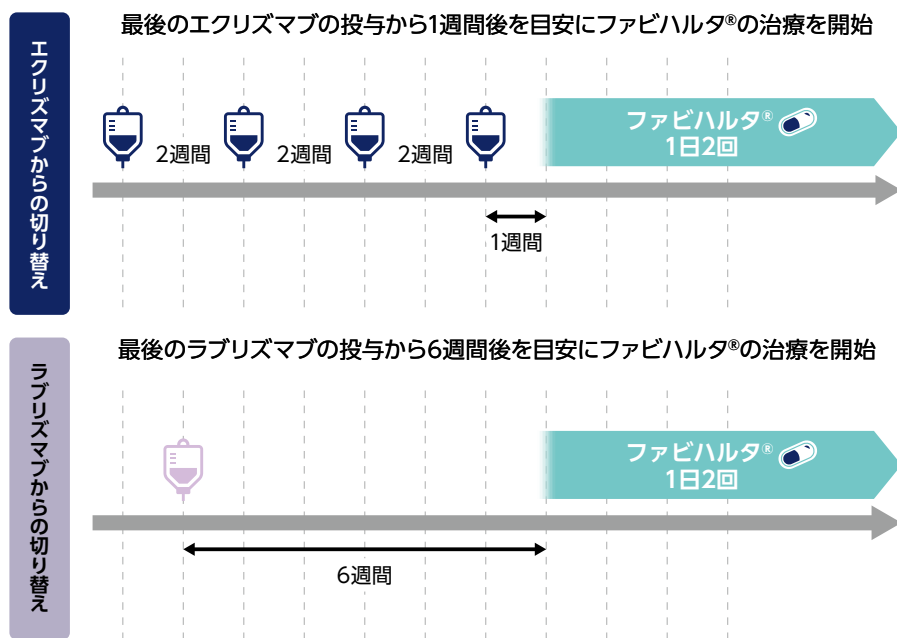 最後のエクリズマブの投与から1週間後を目安にファビハルタ®の治療を開始
エクリズマブからの切り替え
2週間
2週間
2週間
ファビハルタ®
1日2回
1週間
最後のラブリズマブの投与から6週間後を目安にファビハルタ®の治療を開始
ラブリズマブからの切り替え
ファビハルタ®
1日2回
6週間